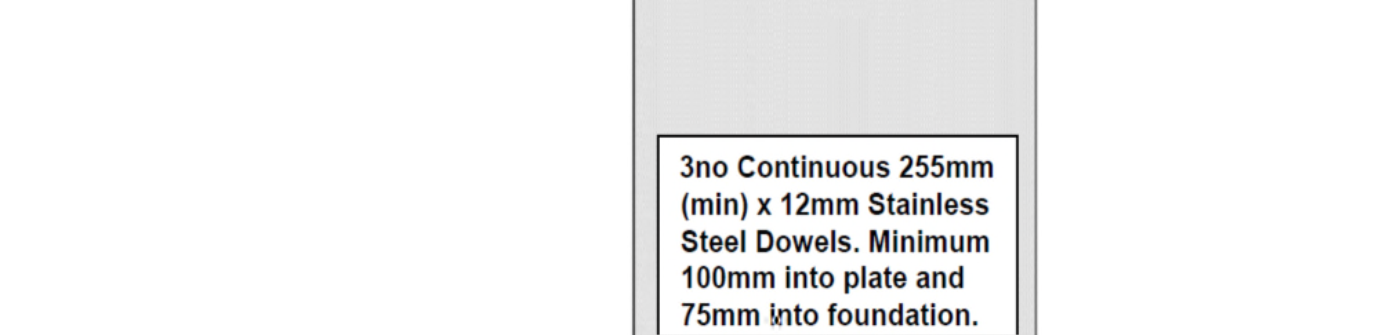 3no Continuous 255mm
(min) x 12mm Stainless
Steel Dowels. Minimum
100mm into plate and
75mm into foundation.